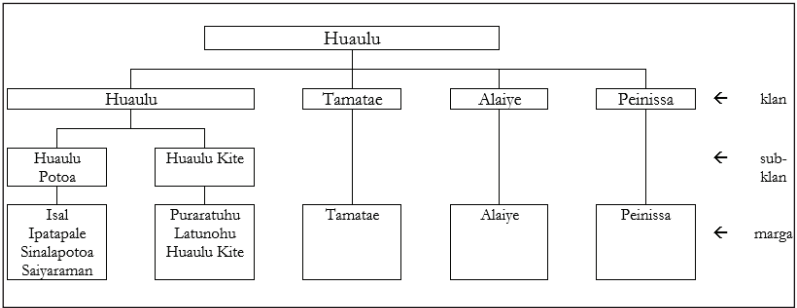 Huaulu
Huaulu Tamatae Alaiye Peinissa ← klan
Huaulu Huaulu Kite ← sub-
Potoa klan
Isal Puraratuhu Tamatae Alaiye Peinissa
Ipatapale Latunohu ← marga
Sinalapotoa Huaulu Kite
Saiyaraman